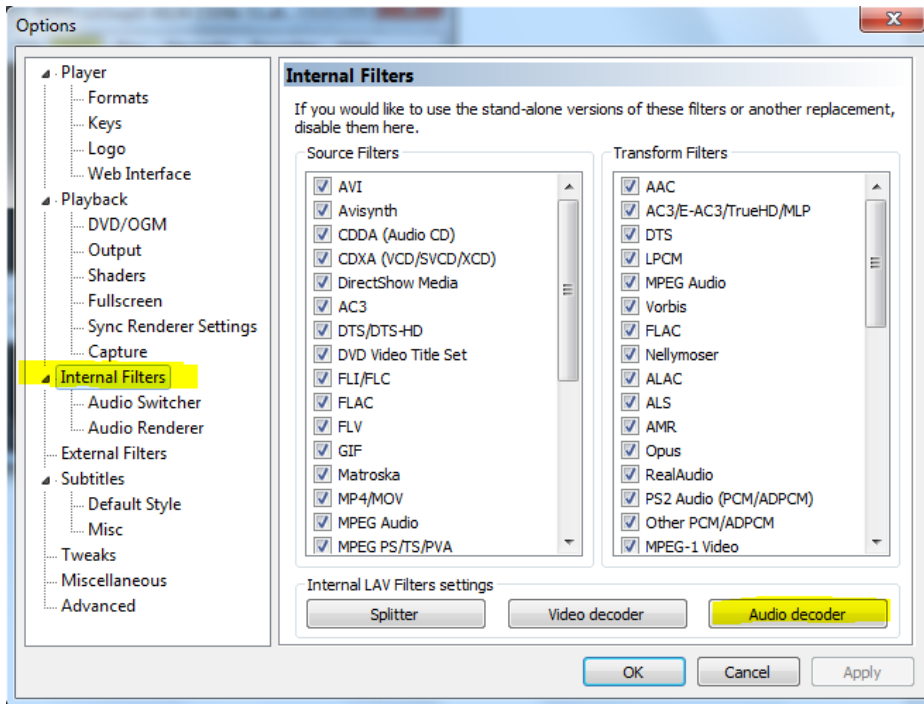 Options
Player
Formats
Keys
Logo
Web Interface
Playback
DVD/OGM
Output
Shaders
Fullscreen
Sync Renderer Settings
Capture
Internal Filters
Audio Switcher
Audio Renderer
External Filters
Subtitles
Default Style
Misc
Tweaks
Miscellaneous
Advanced
Internal Filters
If you would like to use the stand-alone versions of these filters or another replacement,
disable them here.
Source Filters
AVI
Avisynth
CDDA (Audio CD)
CDXA (VCD/SVCD/XCD)
DirectShow Media
AC3
DTS/DTS-HD
DVD Video Title Set
FLI/FLC
FLAC
FLV
GIF
Matroska
MP4/MOV
MPEG Audio
MPEG PS/TS/PVA
Transform Filters
AAC
AC3/E-AC3/TrueHD/MLP
DTS
LPCM
MPEG Audio
Vorbis
FLAC
Nellymoser
ALAC
ALS
AMR
Opus
RealAudio
PS2 Audio (PCM/ADPCM)
Other PCM/ADPCM
MPEG-1 Video
Internal LAV Filters settings
Splitter
Video decoder
Audio decoder
OK
Cancel
Apply